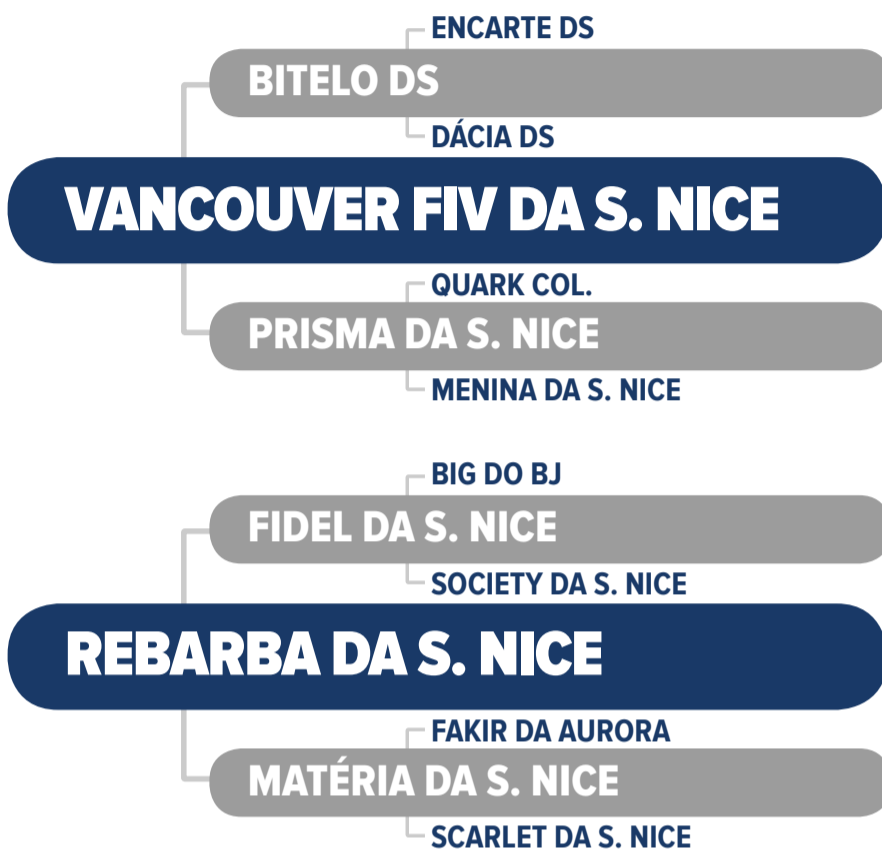 ENCARTE DS
BITELO DS
DÁCIA DS
VANCOUVER FIV DA S. NICE
QUARK COL.
PRISMA DA S. NICE
MENINA DA S. NICE
BIG DO BJ
FIDEL DA S. NICE
SOCIETY DA S. NICE
REBARBA DA S. NICE
FAKIR DA AURORA
MATÉRIA DA S. NICE
SCARLET DA S. NICE